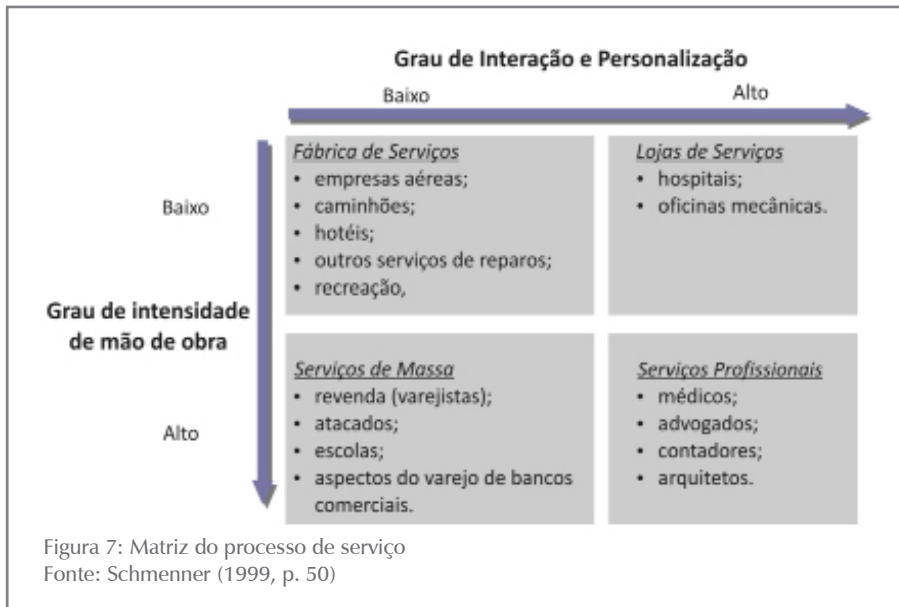 Grau de Interação e Personalização
Baixo
Alto
Baixo
Grau de intensidade
de mão de obra
Alto
Fábrica de Serviços
• empresas aéreas;
• caminhões;
• hotéis;
• outros serviços de reparos;
• recreação,
Lojas de Serviços
• hospitais;
• oficinas mecânicas.
Serviços de Massa
• revenda (varejistas);
• atacados;
• escolas;
• aspectos do varejo de bancos
comerciais.
Serviços Profissionais
• médicos;
• advogados;
• contadores;
• arquitetos.
Figura 7: Matriz do processo de serviço
Fonte: Schmenner (1999, p. 50)